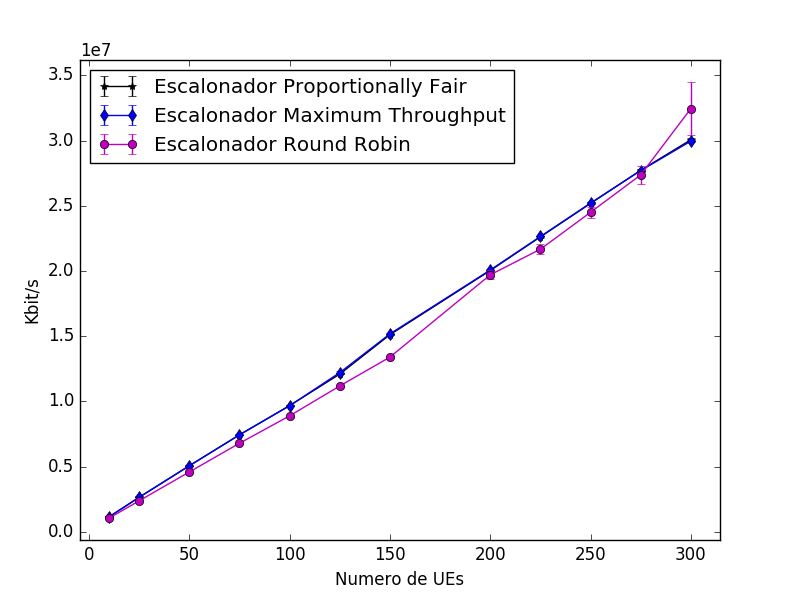 1e7
3.5
3.0
2.5
2.0
1.5
1.0
0.5
0.0
Kbit/s
Escalonador Proportionally Fair
Escalonador Maximum Throughput
Escalonador Round Robin
0 50 100 150 200 250 300
Numero de UEs